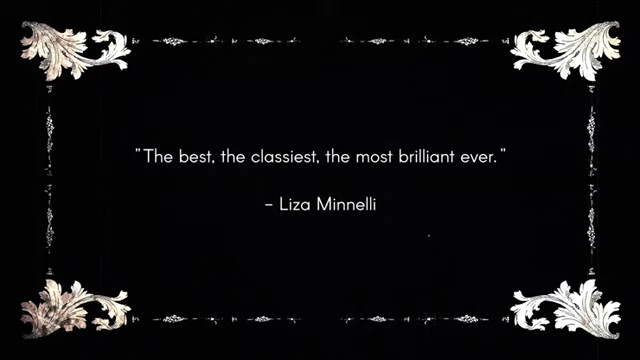 "The best, the classiest, the most brilliant ever."
- Liza Minnelli